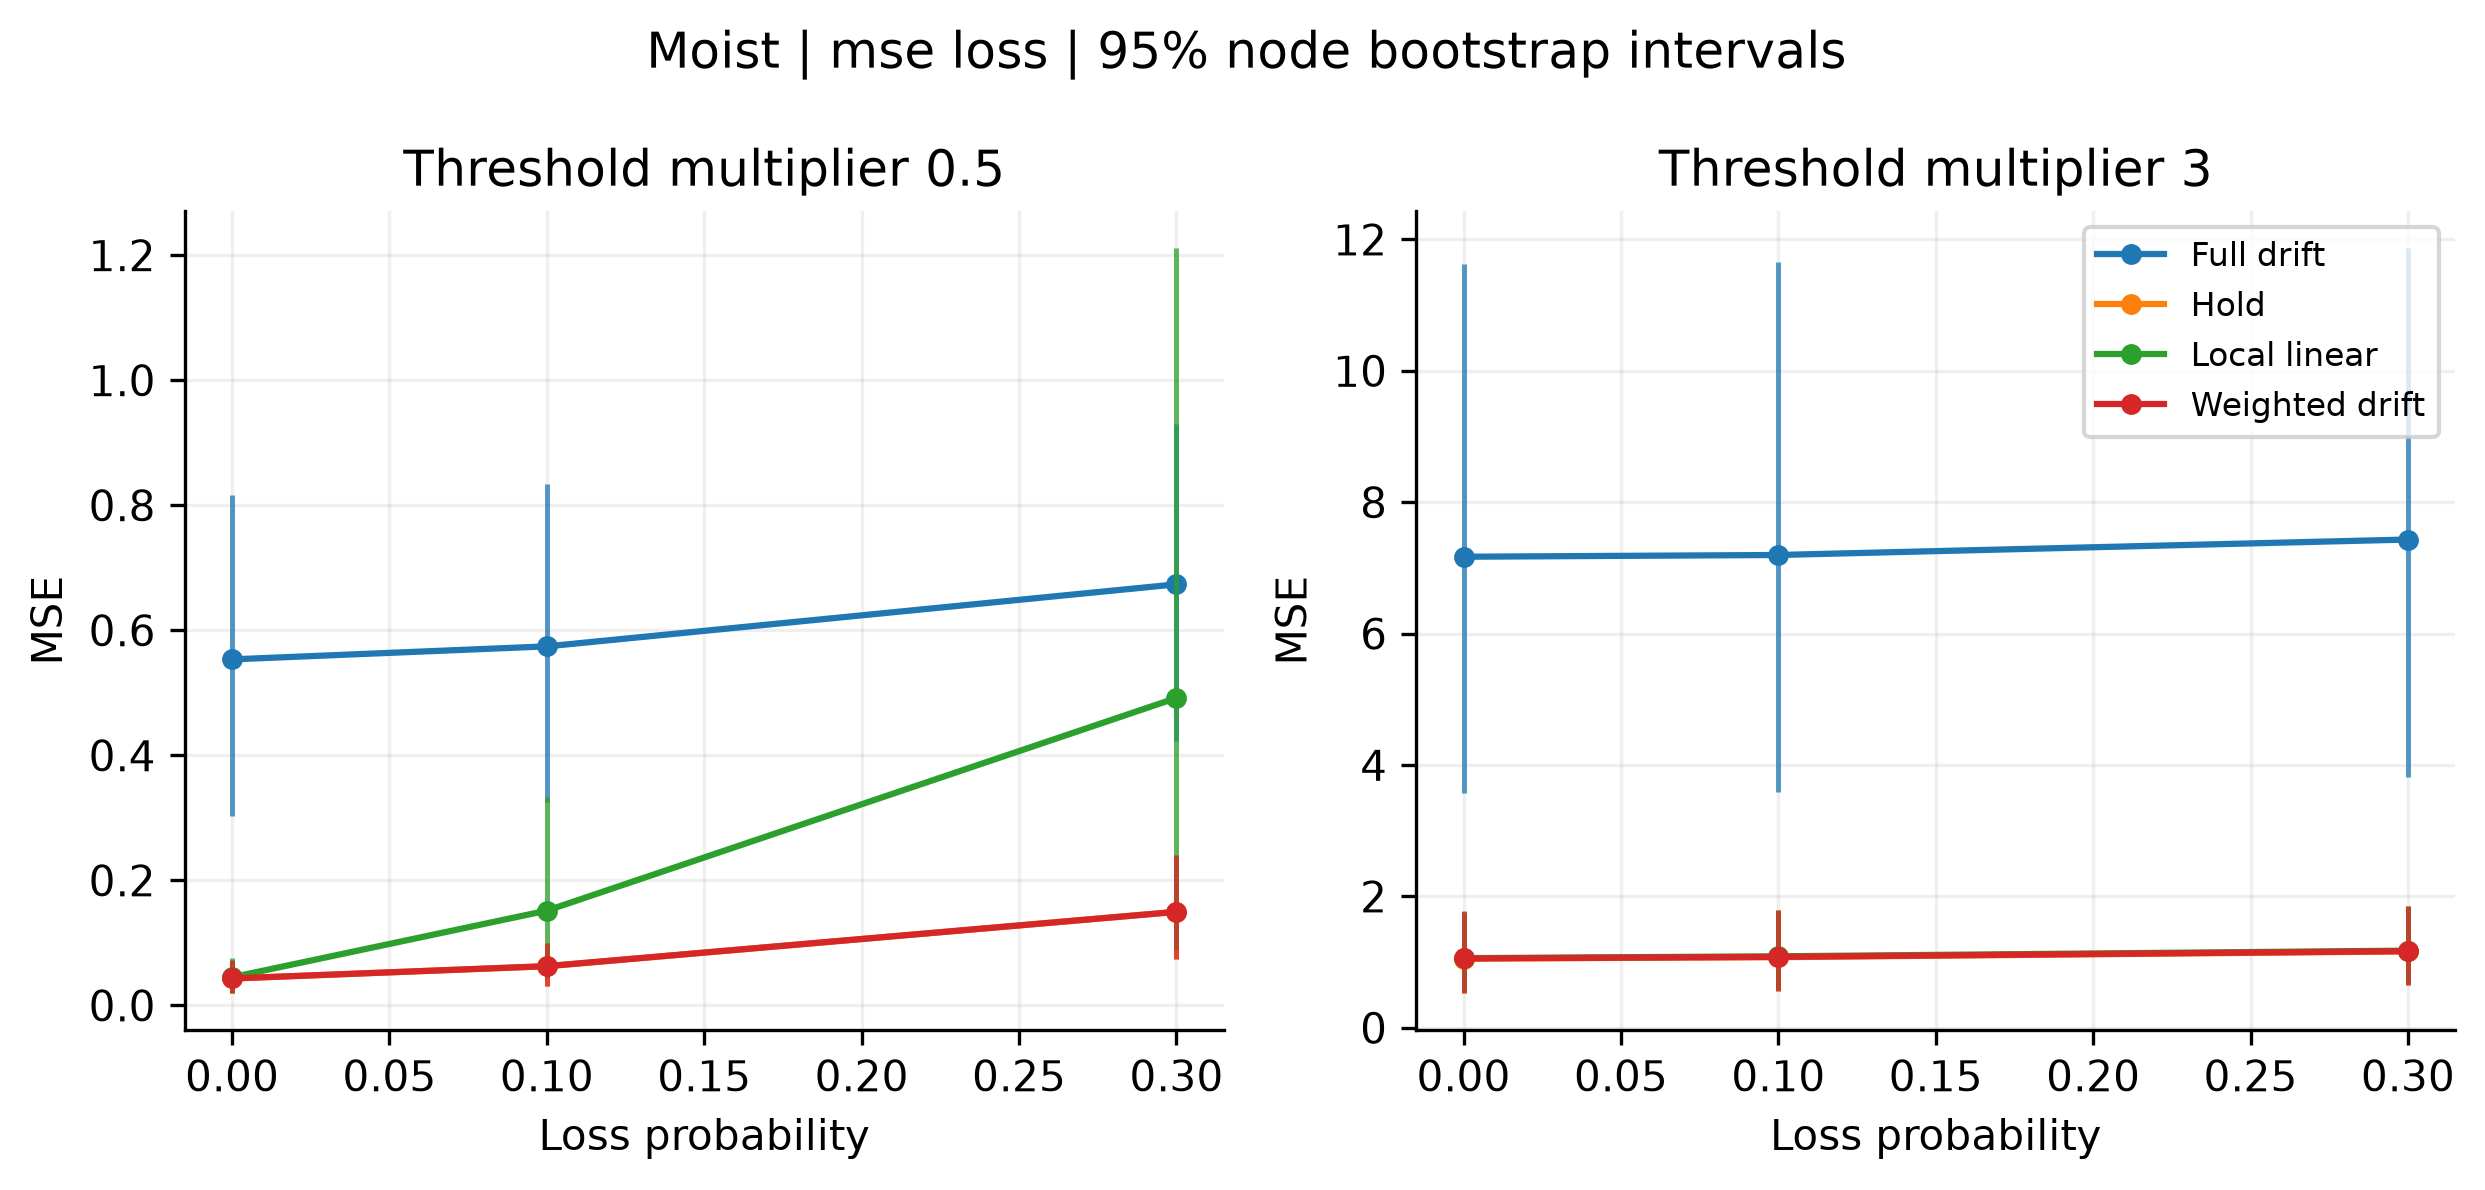 Moist | mse loss | 95% node bootstrap intervals
Threshold multiplier 0.5
MSE
1.2
1.0
0.8
0.6
0.4
0.2
0.0
0.00 0.05 0.10 0.15 0.20 0.25 0.30
Loss probability
Threshold multiplier 3
MSE
12
10
8
6
4
2
0
0.00 0.05 0.10 0.15 0.20 0.25 0.30
Loss probability
Full drift
Hold
Local linear
Weighted drift